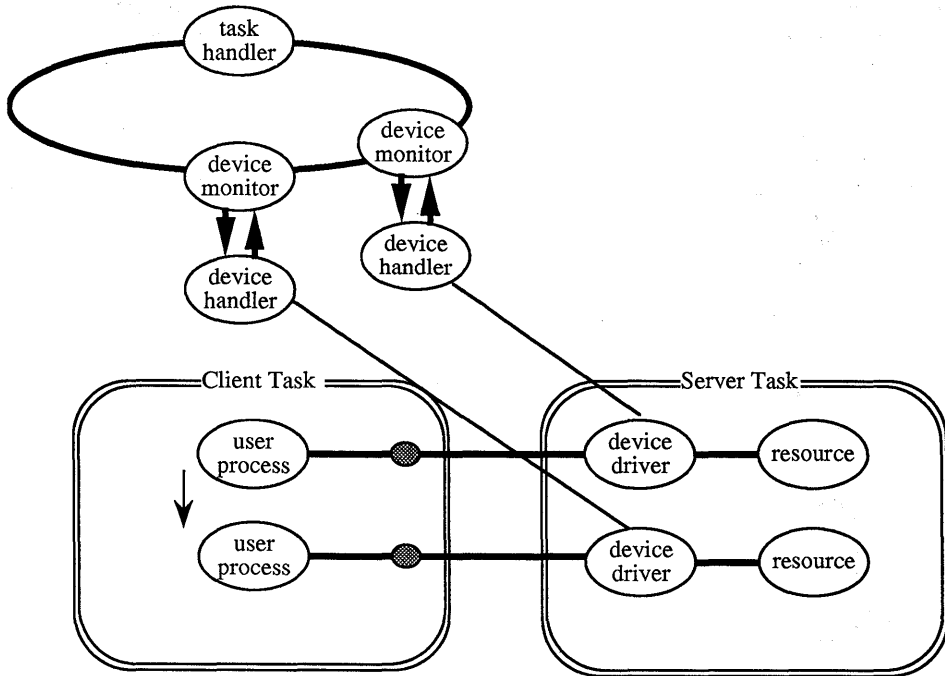 task
handler
device
monitor
device
monitor
device
handler
device
handler
Client Task
Server Task
user
process
device
driver
resource
user
process
device
driver
resource